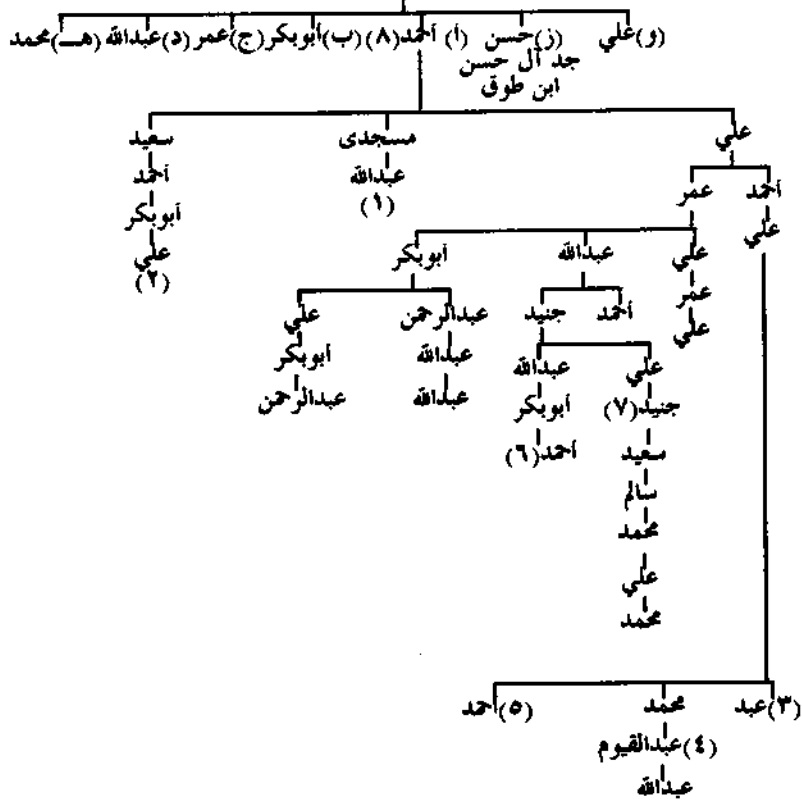 (و)علي (ز)حسن (أ) أحمد(٨) (ب)أبوبكر (ج)عمر (د)عبدالله (هـ)محمد
جد آل حسن
ابن طوق
علي مسجدى سعيد
أحمد عمر عبدالله أحمد
(١)
علي أبوبكر
علي عبدالله أبوبكر علي
(٢)
عمر
علي أحمد جنيد عبدالرحمن علي
علي عبدالله عبدالله أبوبكر
جنيد(٧) أبوبكر عبدالله عبدالرحمن
سعيد أحمد(٦)
سالم
محمد
علي
محمد
(٣)عبد محمد (٥)احمد
(٤)عبدالقيوم
عبدالله